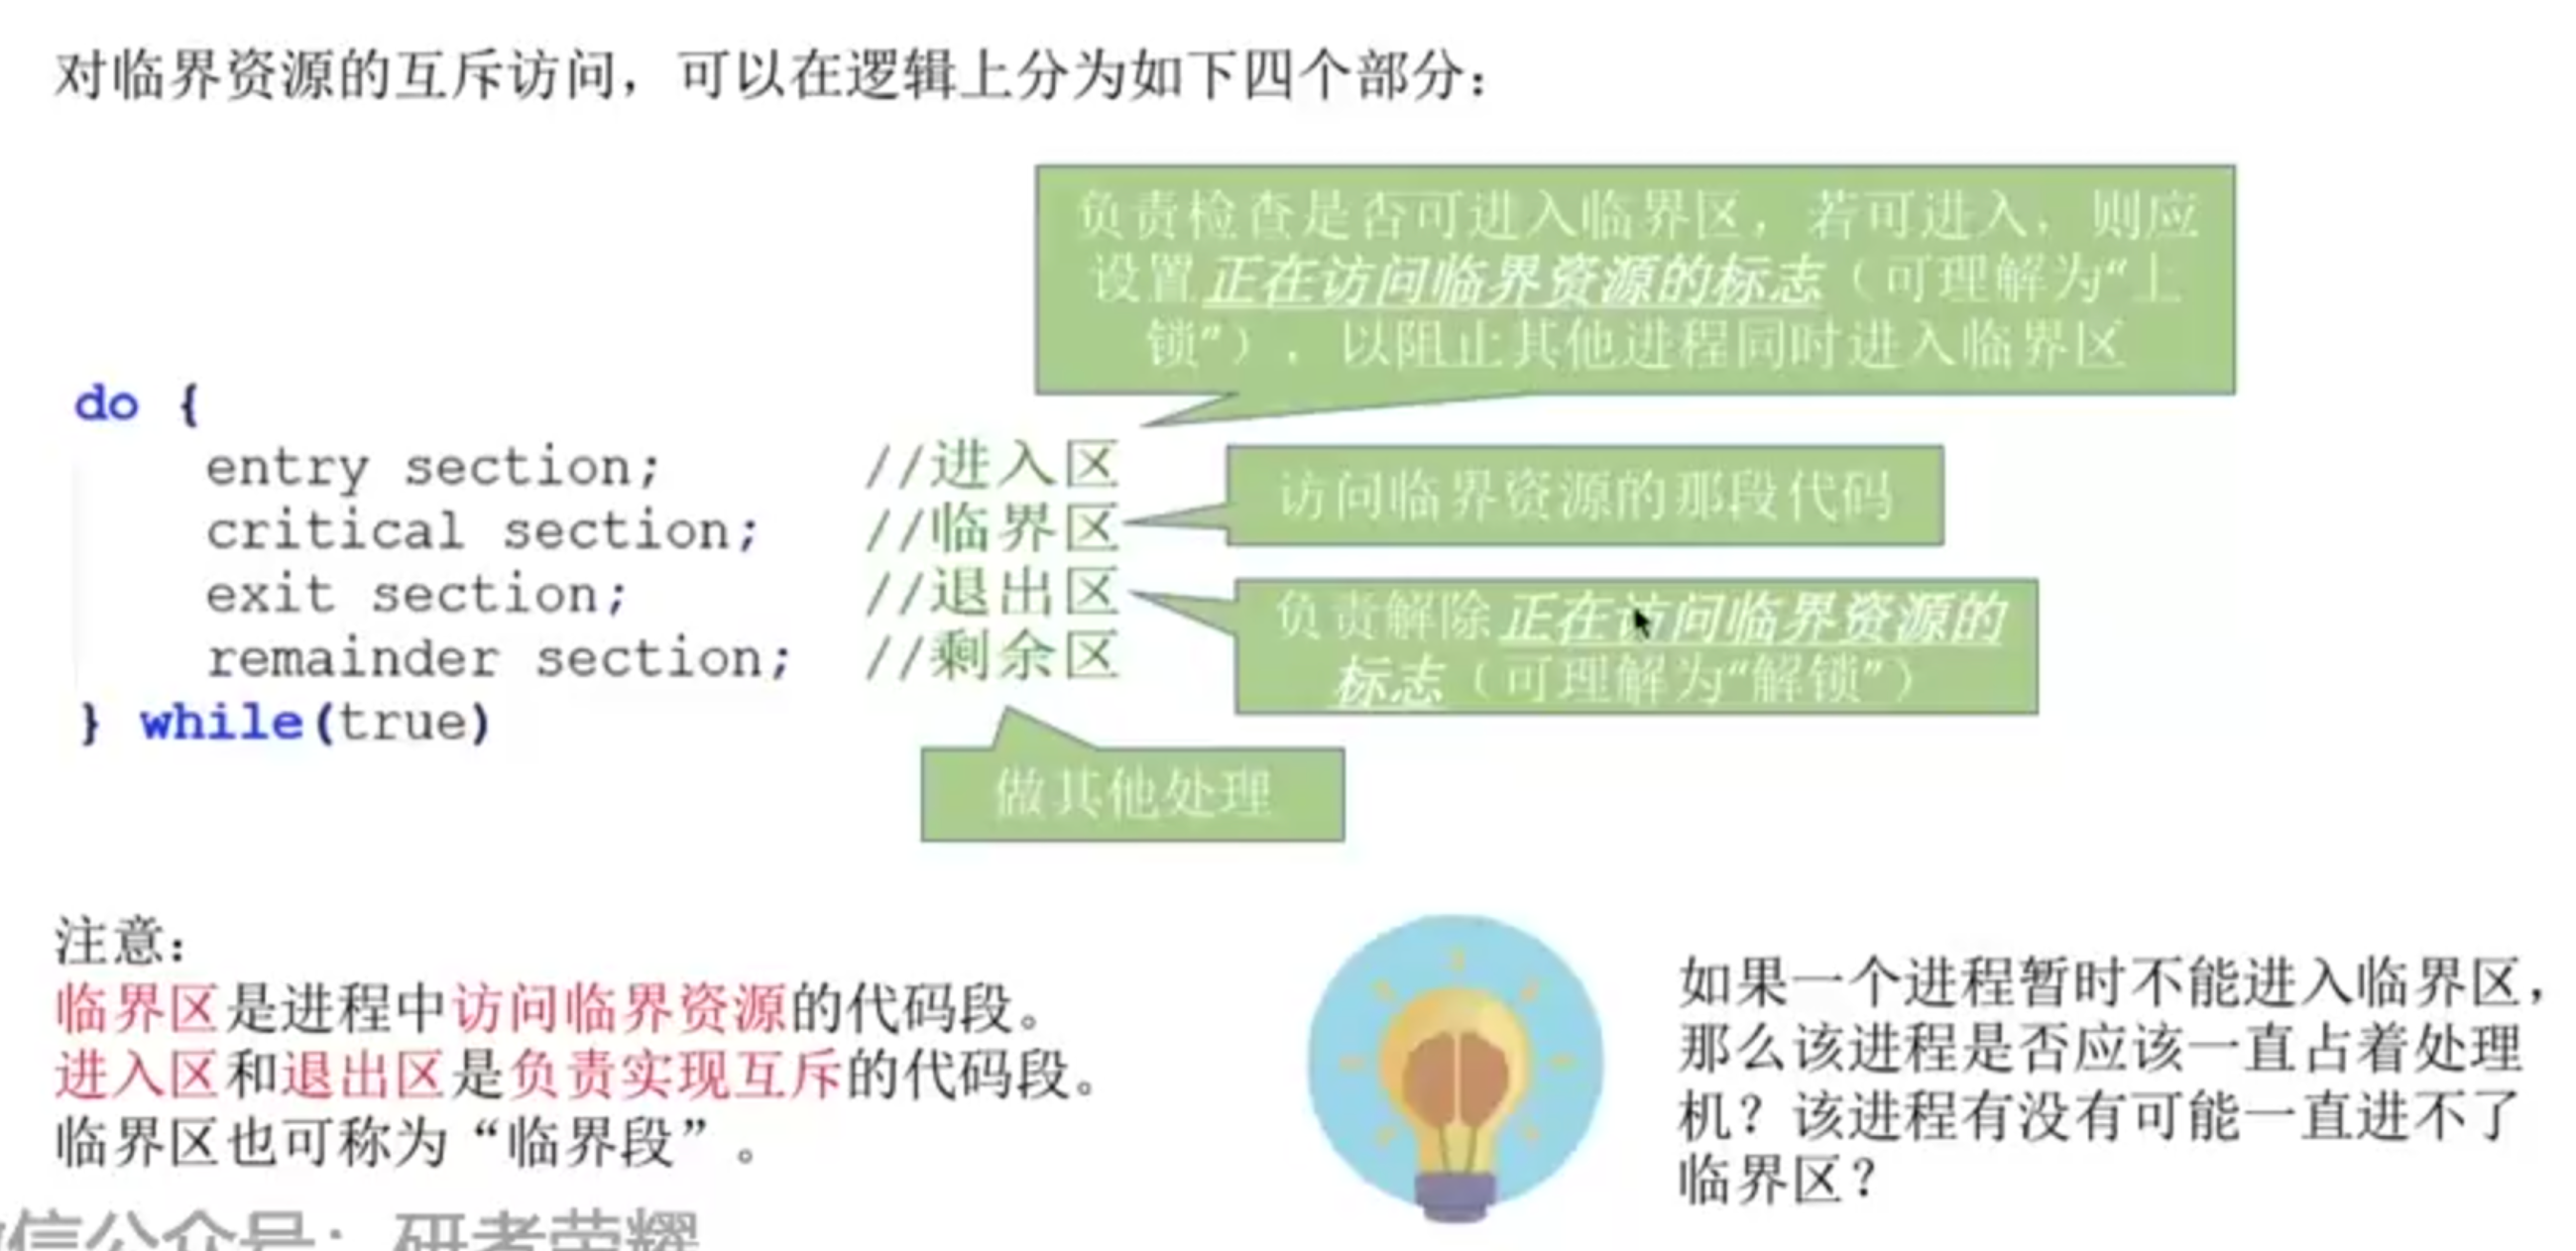 对临界资源的互斥访问，可以在逻辑上分为如下四个部分：
负责检查是否可进入临界区，若可进入，则应
设置正在访问临界资源的标志（可理解为“上
锁”），以阻止其他进程同时进入临界区
do {
entry section; //进入区
critical section; //临界区
exit section; //退出区
remainder section; //剩余区
} while(true)
访问临界资源的那段代码
负责解除正在访问临界资源的
标志（可理解为“解锁”）
做其他处理
注意：
临界区是进程中访问临界资源的代码段。
进入区和退出区是负责实现互斥的代码段。
临界区也可称为“临界段”。
如果一个进程暂时不能进入临界区，
那么该进程是否应该一直占着处理
机？该进程有没有可能一直进不了
临界区？
信公众号：研考荣耀